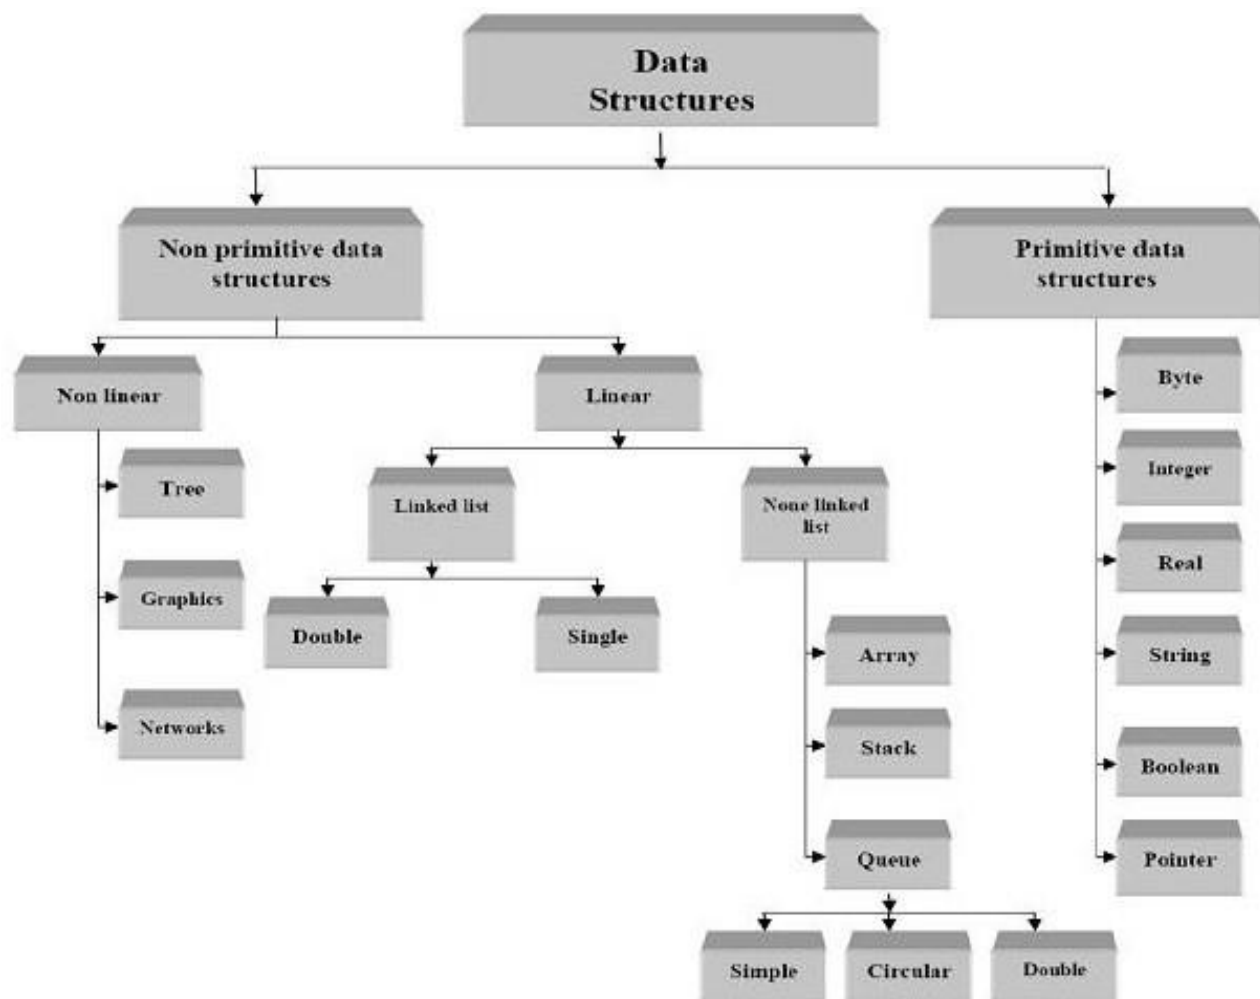 Data
Structures
Non primitive data
structures
Primitive data
structures
Non linear
Linear
Byte
Tree
Linked list
None linked
list
Integer
Graphics
Double
Single
Real
Array
String
Networks
Stack
Boolean
Queue
Pointer
Simple
Circular
Double